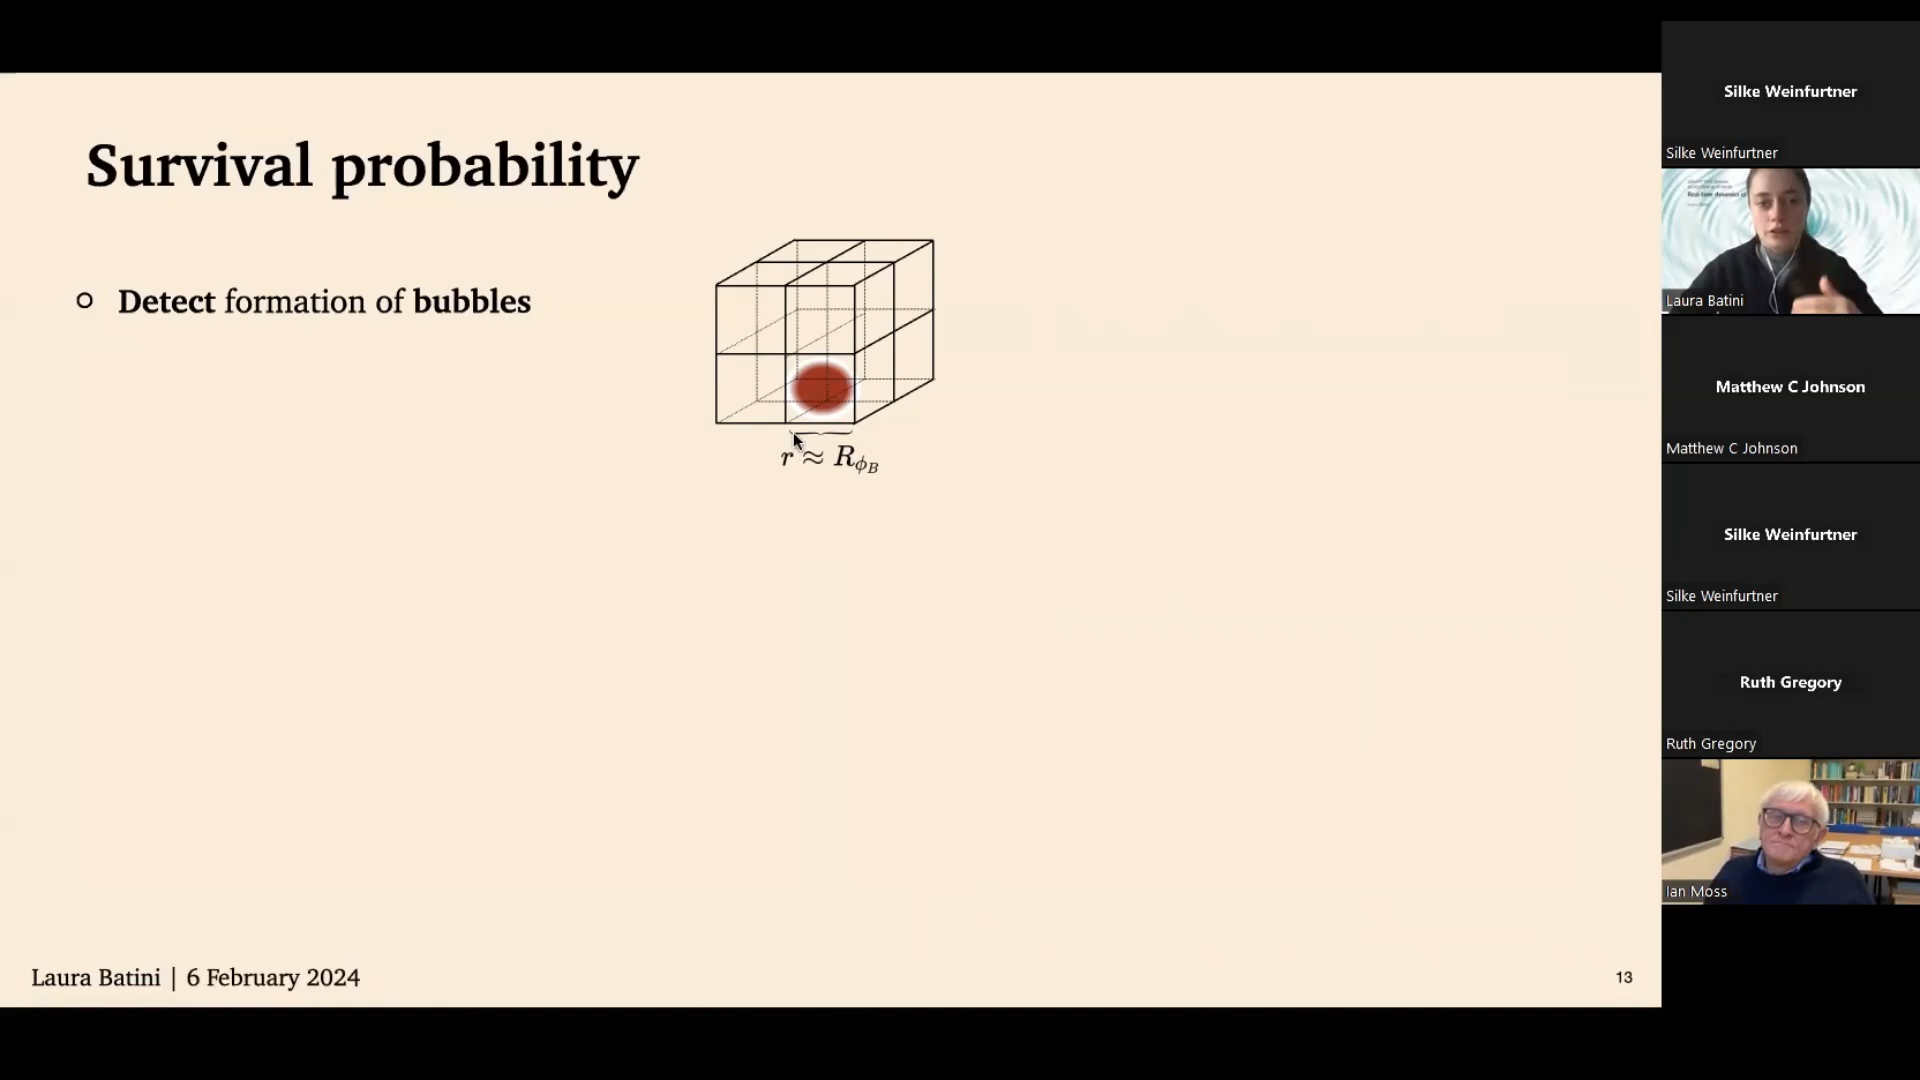 Survival probability
Detect formation of bubbles
r ≈ R_{ϕ_B}
Laura Batini | 6 February 2024
13
Silke Weinfurtner
Silke Weinfurtner
Laura Batini
Matthew C Johnson
Matthew C Johnson
Silke Weinfurtner
Silke Weinfurtner
Ruth Gregory
Ruth Gregory
Ian Moss